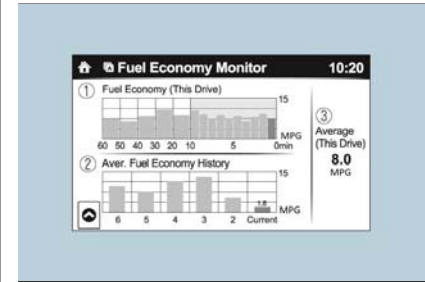 Fuel Economy Monitor 10:20
① Fuel Economy (This Drive)
15
MPG
60 50 40 30 20 10 5 0min
② Aver. Fuel Economy History
15
1.8
MPG
6 5 4 3 2 Current
③
Average
(This Drive)
8.0
MPG